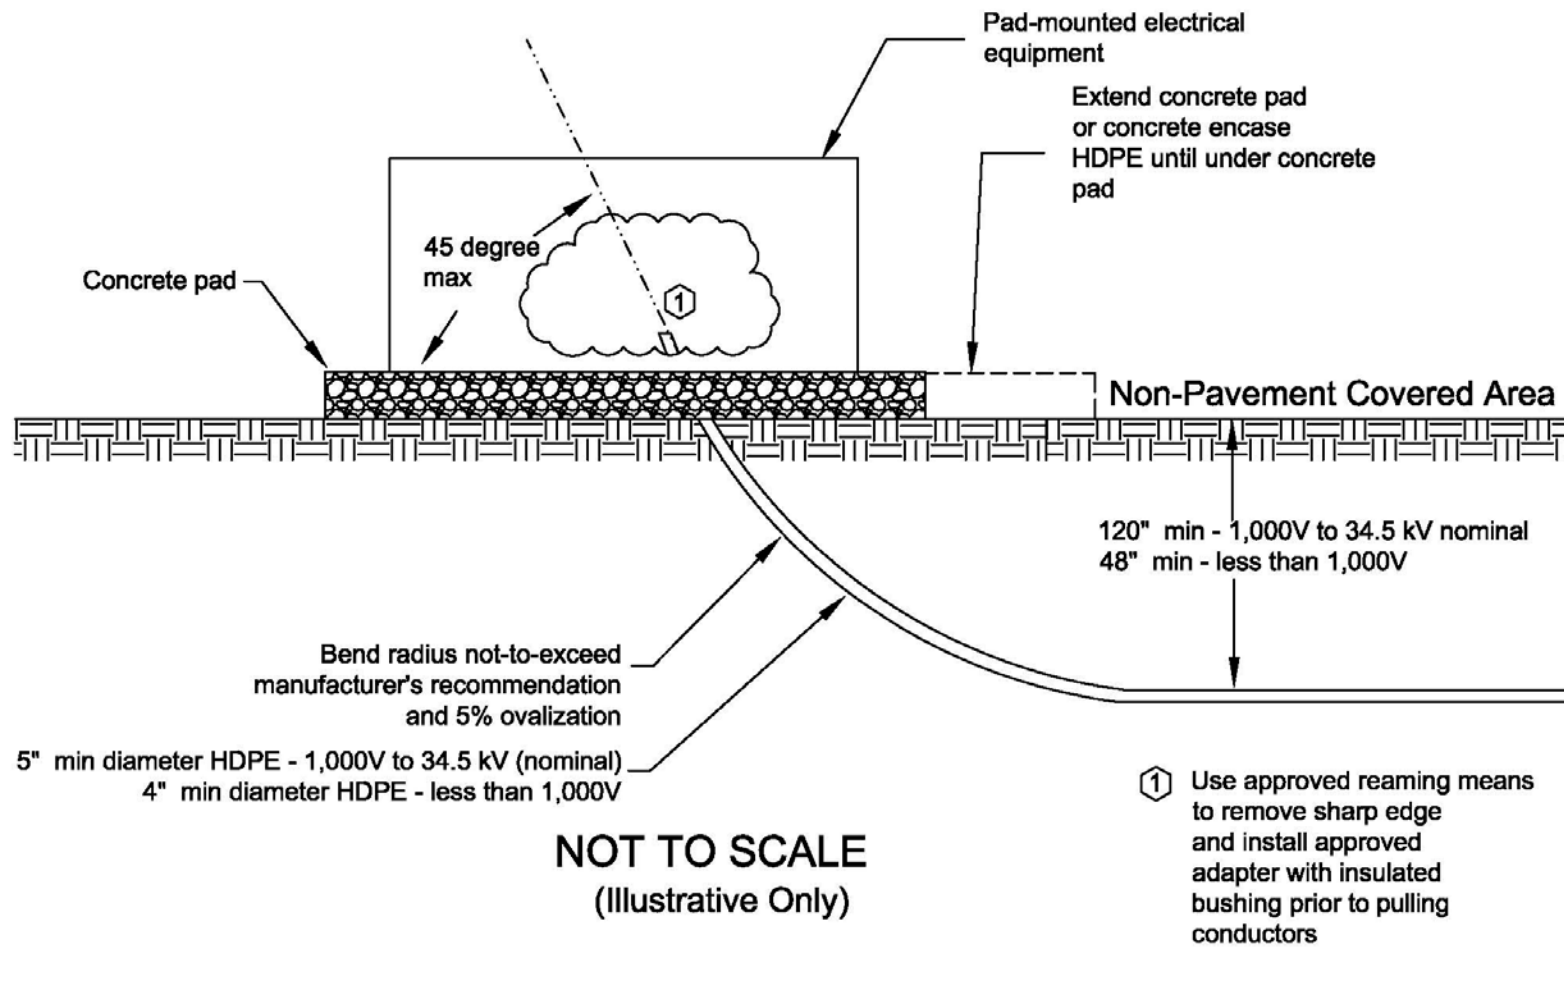 Pad-mounted electrical
equipment
Extend concrete pad
or concrete encase
HDPE until under concrete
pad
45 degree
max
Concrete pad
1
Non-Pavement Covered Area
120" min - 1,000V to 34.5 kV nominal
48" min - less than 1,000V
Bend radius not-to-exceed
manufacturer's recommendation
and 5% ovalization
5" min diameter HDPE - 1,000V to 34.5 kV (nominal)
4" min diameter HDPE - less than 1,000V
NOT TO SCALE
(Illustrative Only)
1 Use approved reaming means
to remove sharp edge
and install approved
adapter with insulated
bushing prior to pulling
conductors